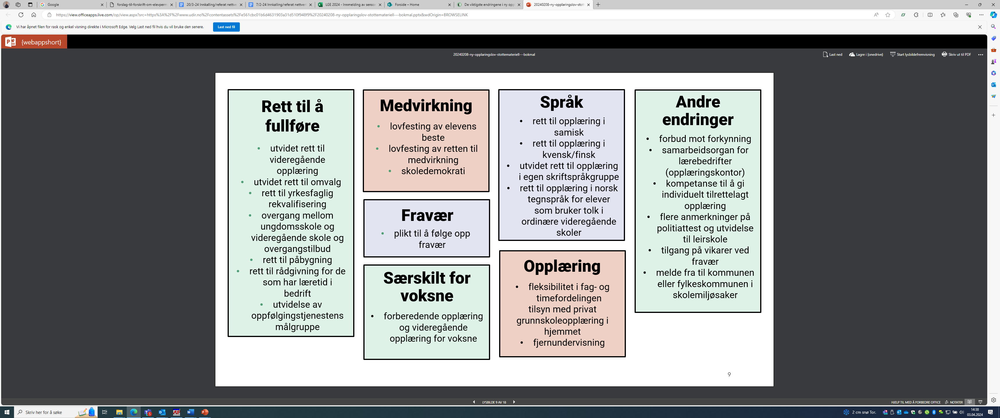 Google
forslag-til-forskrift-om-elevperm
20/3-24 Innkalling/referat nettve
7/2-24 Innkalling/referat nettver
LGE 2024 - Innmelding av sensor
Forside – Home
De viktigste endringene i ny opp
20240208-ny-opplaringslov-stott
https://view.officeapps.live.com/op/view.aspx?src=https%3A%2F%2Fwww.udir.no%2Fcontentassets%2Fe561cbc01b6d4631903a31d510f948f9%2F20240208-ny-opplaringslov-stottemateriell---bokmal.pptx&wdOrigin=BROWSELINK
Vi har åpnet filen for rask og enkel visning direkte i Microsoft Edge. Velg Last ned fil hvis du vil bruke den senere.
Last ned fil
{webappshort}
20240208-ny-opplaringslov-stottemateriell---bokmal
Last ned
Lagre i {onedrive}
Start lysbildefremvisning
Skriv ut til PDF
Rett til å
fullføre
• utvidet rett til
videregående
opplæring
• utvidet rett til omvalg
• rett til yrkesfaglig
rekvalifisering
• overgang mellom
ungdomsskole og
videregående skole og
overgangstilbud
• rett til påbygning
• rett til rådgivning for de
som har læretid i
bedrift
• utvidelse av
oppfølgingstjenestens
målgruppe
Medvirkning
• lovfesting av elevens
beste
• lovfesting av retten til
medvirkning
• skoledemokrati
Fravær
• plikt til å følge opp
fravær
Særskilt for
voksne
• forberedende opplæring
og videregående
opplæring for voksne
Språk
• rett til opplæring i
samisk
• rett til opplæring i
kvensk/finsk
• utvidet rett til opplæring
i egen skriftspråkgruppe
• rett til opplæring i norsk
tegnspråk for elever
som bruker tolk i
ordinære videregående
skoler
Opplæring
• fleksibilitet i fag- og
timefordelingen
tilsyn med privat
grunnskoleopplæring i
hjemmet
• fjernundervisning
Andre
endringer
• forbud mot forkynning
• samarbeidsorgan for
lærebedrifter
(opplæringskontor)
• kompetanse til å gi
individuelt tilrettelagt
opplæring
• flere anmerkninger på
politiattest og utvidelse
til leirskole
• tilgang på vikarer ved
fravær
• melde fra til kommunen
eller fylkeskommunen i
skolemiljøsaker
9
LYSBILDE 9 AV 18
HJELP TIL MED Å FORBEDRE OFFICE
NOTATER
Skriv her for å søke
2 cm snø Tor.
14:38
03.04.2024